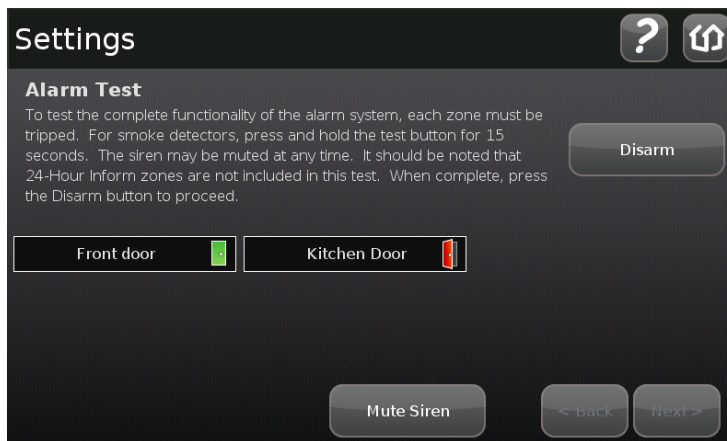 Settings
?
Alarm Test
To test the complete functionality of the alarm system, each zone must be
tripped. For smoke detectors, press and hold the test button for 15
seconds. The siren may be muted at any time. It should be noted that
24-Hour Inform zones are not included in this test. When complete, press
the Disarm button to proceed.
Disarm
Front door
Kitchen Door
Mute Siren
< Back
Next >